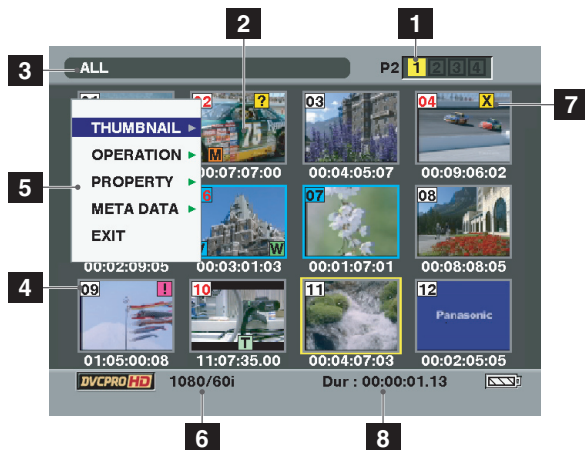 1
2
3
ALL
P2 1 2 3 4
02 ? 03 04 X
7
THUMBNAIL
75
M
OPERATION
00:07:07:00 00:04:05:07 00:09:06:02
5
PROPERTY
07 08
META DATA
W
EXIT
00:02:09:05 00:03:01:03 00:01:07:01 00:08:08:05
4
09 ! 10 11 12
Panasonic
T
01:05:00:08 11:07:35.00 00:04:07:03 00:02:05:05
DVCPRO HD 1080/60i Dur : 00:00:01.13
6
8